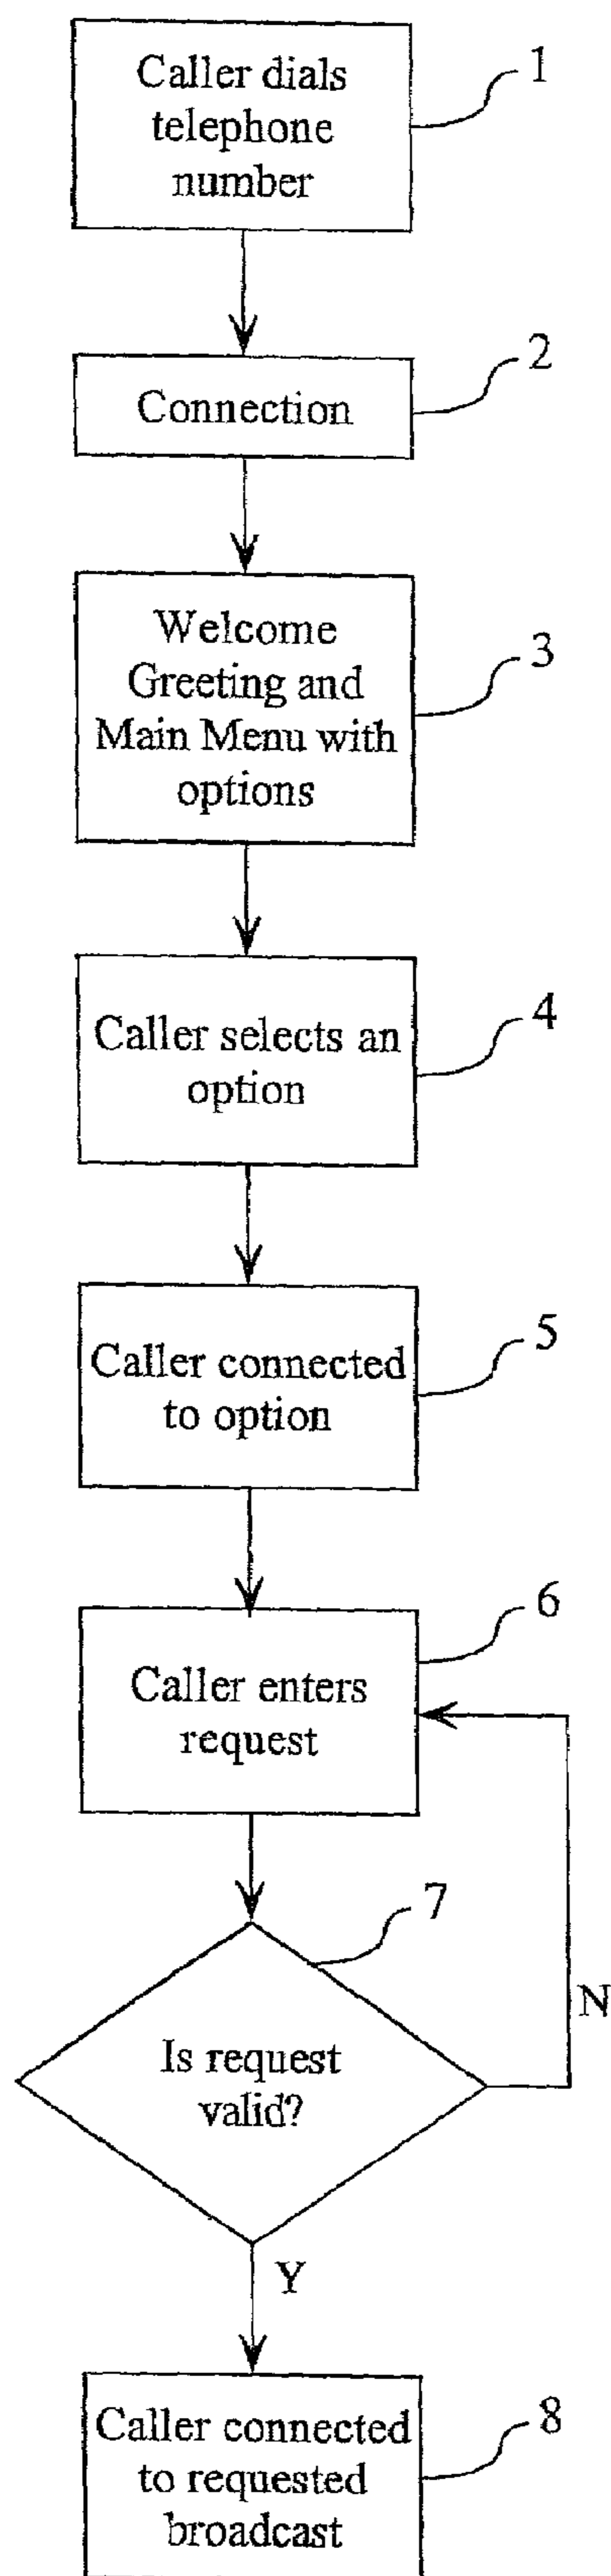 Caller dials
telephone
number
1
Connection
2
Welcome
Greeting and
Main Menu with
options
3
Caller selects an
option
4
Caller connected
to option
5
Caller enters
request
6
Is request
valid?
7
N
Y
Caller connected
to requested
broadcast
8